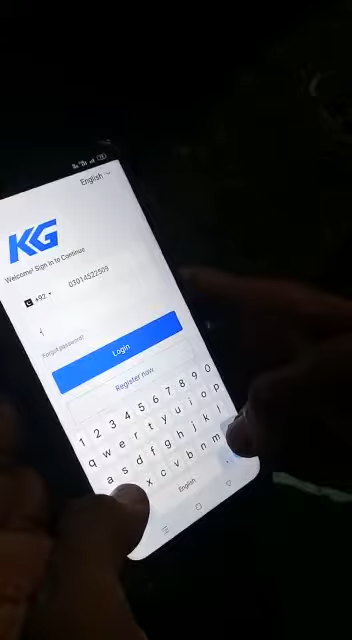 English
KG
Welcome! Sign in to Continue
+92 03014522509
Forgot password?
Login
Register now
1 2 3 4 5 6 7 8 9 0
q w e r t y u i o p
a s d f g h j k l
x c v b n m
English